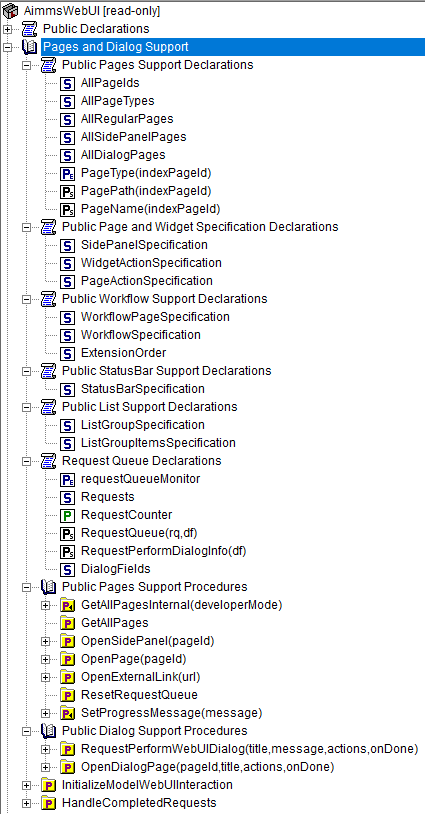 AimmsWebUI [read-only]
Public Declarations
Pages and Dialog Support
Public Pages Support Declarations
AllPageIds
AllPageTypes
AllRegularPages
AllSidePanelPages
AllDialogPages
PageType(indexPageId)
PagePath(indexPageId)
PageName(indexPageId)
Public Page and Widget Specification Declarations
SidePanelSpecification
WidgetActionSpecification
PageActionSpecification
Public Workflow Support Declarations
WorkflowPageSpecification
WorkflowSpecification
ExtensionOrder
Public StatusBar Support Declarations
StatusBarSpecification
Public List Support Declarations
ListGroupSpecification
ListGroupItemsSpecification
Request Queue Declarations
requestQueueMonitor
Requests
RequestCounter
RequestQueue(rq,df)
RequestPerformDialogInfo(df)
DialogFields
Public Pages Support Procedures
GetAllPagesInternal(developerMode)
GetAllPages
OpenSidePanel(pageId)
OpenPage(pageId)
OpenExternalLink(url)
ResetRequestQueue
SetProgressMessage(message)
Public Dialog Support Procedures
RequestPerformWebUIDialog(title,message,actions,onDone)
OpenDialogPage(pageId,title,actions,onDone)
InitializeModelWebUIInteraction
HandleCompletedRequests